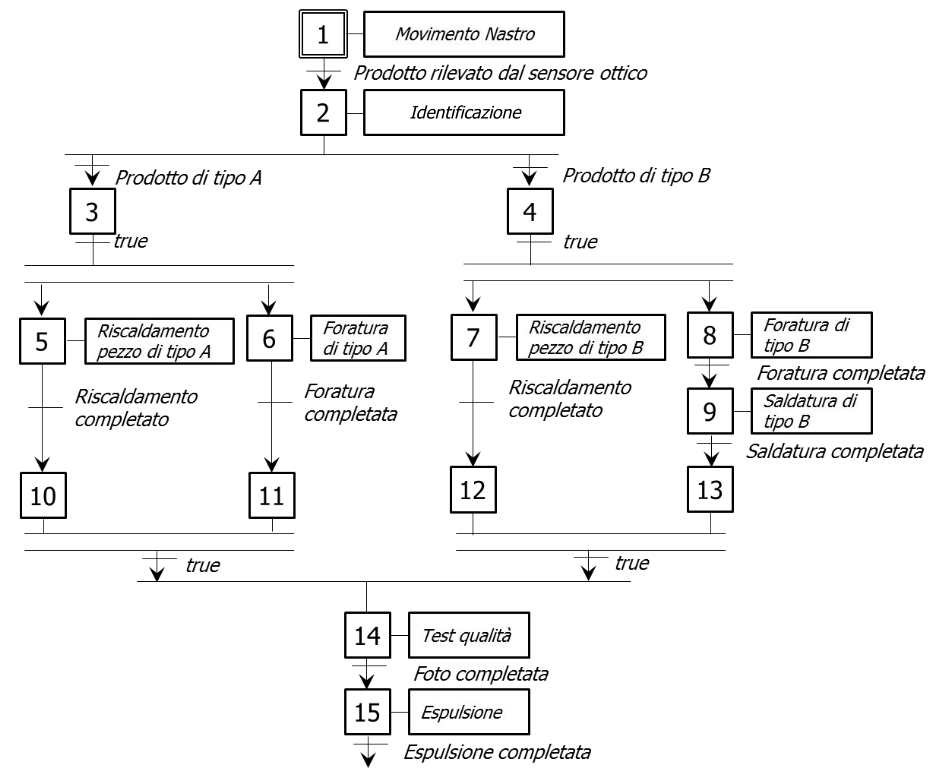 1
Movimento Nastro
Prodotto rilevato dal sensore ottico
2
Identificazione
Prodotto di tipo A
Prodotto di tipo B
3
4
true
true
5
Riscaldamento
pezzo di tipo A
6
Foratura
di tipo A
7
Riscaldamento
pezzo di tipo B
8
Foratura di
tipo B
Foratura completata
Riscaldamento
completato
Foratura
completata
Riscaldamento
completato
9
Saldatura di
tipo B
Saldatura completata
10
11
12
13
true
true
14
Test qualità
Foto completata
15
Espulsione
Espulsione completata